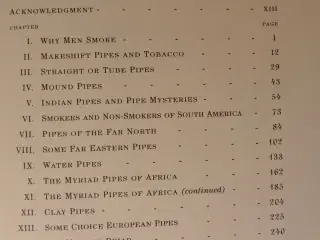 ACKNOWLEDGMENT - - - - - - XIII
CHAPTER PAGE
I. WHY MEN SMOKE - - - - - 1
II. MAKESHIFT PIPES AND TOBACCO - - - 12
III. STRAIGHT OR TUBE PIPES - - - - 29
IV. MOUND PIPES - - - - - 43
V. INDIAN PIPES AND PIPE MYSTERIES - - - 54
VI. SMOKERS AND NON-SMOKERS OF SOUTH AMERICA - - 73
VII. PIPES OF THE FAR NORTH - - - - 84
VIII. SOME FAR EASTERN PIPES - - - - 102
IX. WATER PIPES - - - - - 133
X. THE MYRIAD PIPES OF AFRICA - - - 162
XI. THE MYRIAD PIPES OF AFRICA (continued) - - 185
XII. CLAY PIPES - - - - - 204
XIII. SOME CHOICE EUROPEAN PIPES - - - 225
240